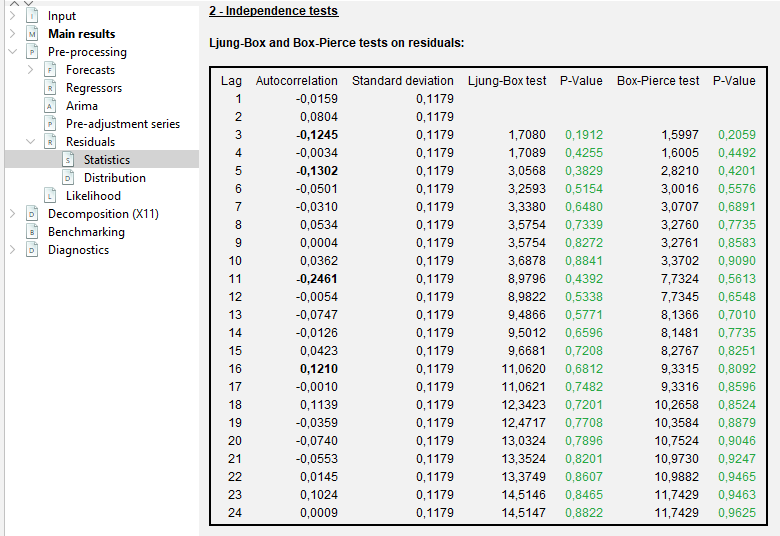 Input
Main results
Pre-processing
Forecasts
Regressors
Arima
Pre-adjustment series
Residuals
Statistics
Distribution
Likelihood
Decomposition (X11)
Benchmarking
Diagnostics
2 - Independence tests
Ljung-Box and Box-Pierce tests on residuals:
Lag Autocorrelation Standard deviation Ljung-Box test P-Value Box-Pierce test P-Value
1 -0,0159 0,1179
2 0,0804 0,1179
3 -0,1245 0,1179 1,7080 0,1912 1,5997 0,2059
4 -0,0034 0,1179 1,7089 0,4255 1,6005 0,4492
5 -0,1302 0,1179 3,0568 0,3829 2,8210 0,4201
6 -0,0501 0,1179 3,2593 0,5154 3,0016 0,5576
7 -0,0310 0,1179 3,3380 0,6480 3,0707 0,6891
8 0,0534 0,1179 3,5754 0,7339 3,2760 0,7735
9 0,0004 0,1179 3,5754 0,8272 3,2761 0,8583
10 0,0362 0,1179 3,6878 0,8841 3,3702 0,9090
11 -0,2461 0,1179 8,9796 0,4392 7,7324 0,5613
12 -0,0054 0,1179 8,9822 0,5338 7,7345 0,6548
13 -0,0747 0,1179 9,4866 0,5771 8,1366 0,7010
14 -0,0126 0,1179 9,5012 0,6596 8,1481 0,7735
15 0,0423 0,1179 9,6681 0,7208 8,2767 0,8251
16 0,1210 0,1179 11,0620 0,6812 9,3315 0,8092
17 -0,0010 0,1179 11,0621 0,7482 9,3316 0,8596
18 0,1139 0,1179 12,3423 0,7201 10,2658 0,8524
19 -0,0359 0,1179 12,4717 0,7708 10,3584 0,8879
20 -0,0740 0,1179 13,0324 0,7896 10,7524 0,9046
21 -0,0553 0,1179 13,3524 0,8201 10,9730 0,9247
22 0,0145 0,1179 13,3749 0,8607 10,9882 0,9465
23 0,1024 0,1179 14,5146 0,8465 11,7429 0,9463
24 0,0009 0,1179 14,5147 0,8822 11,7429 0,9625